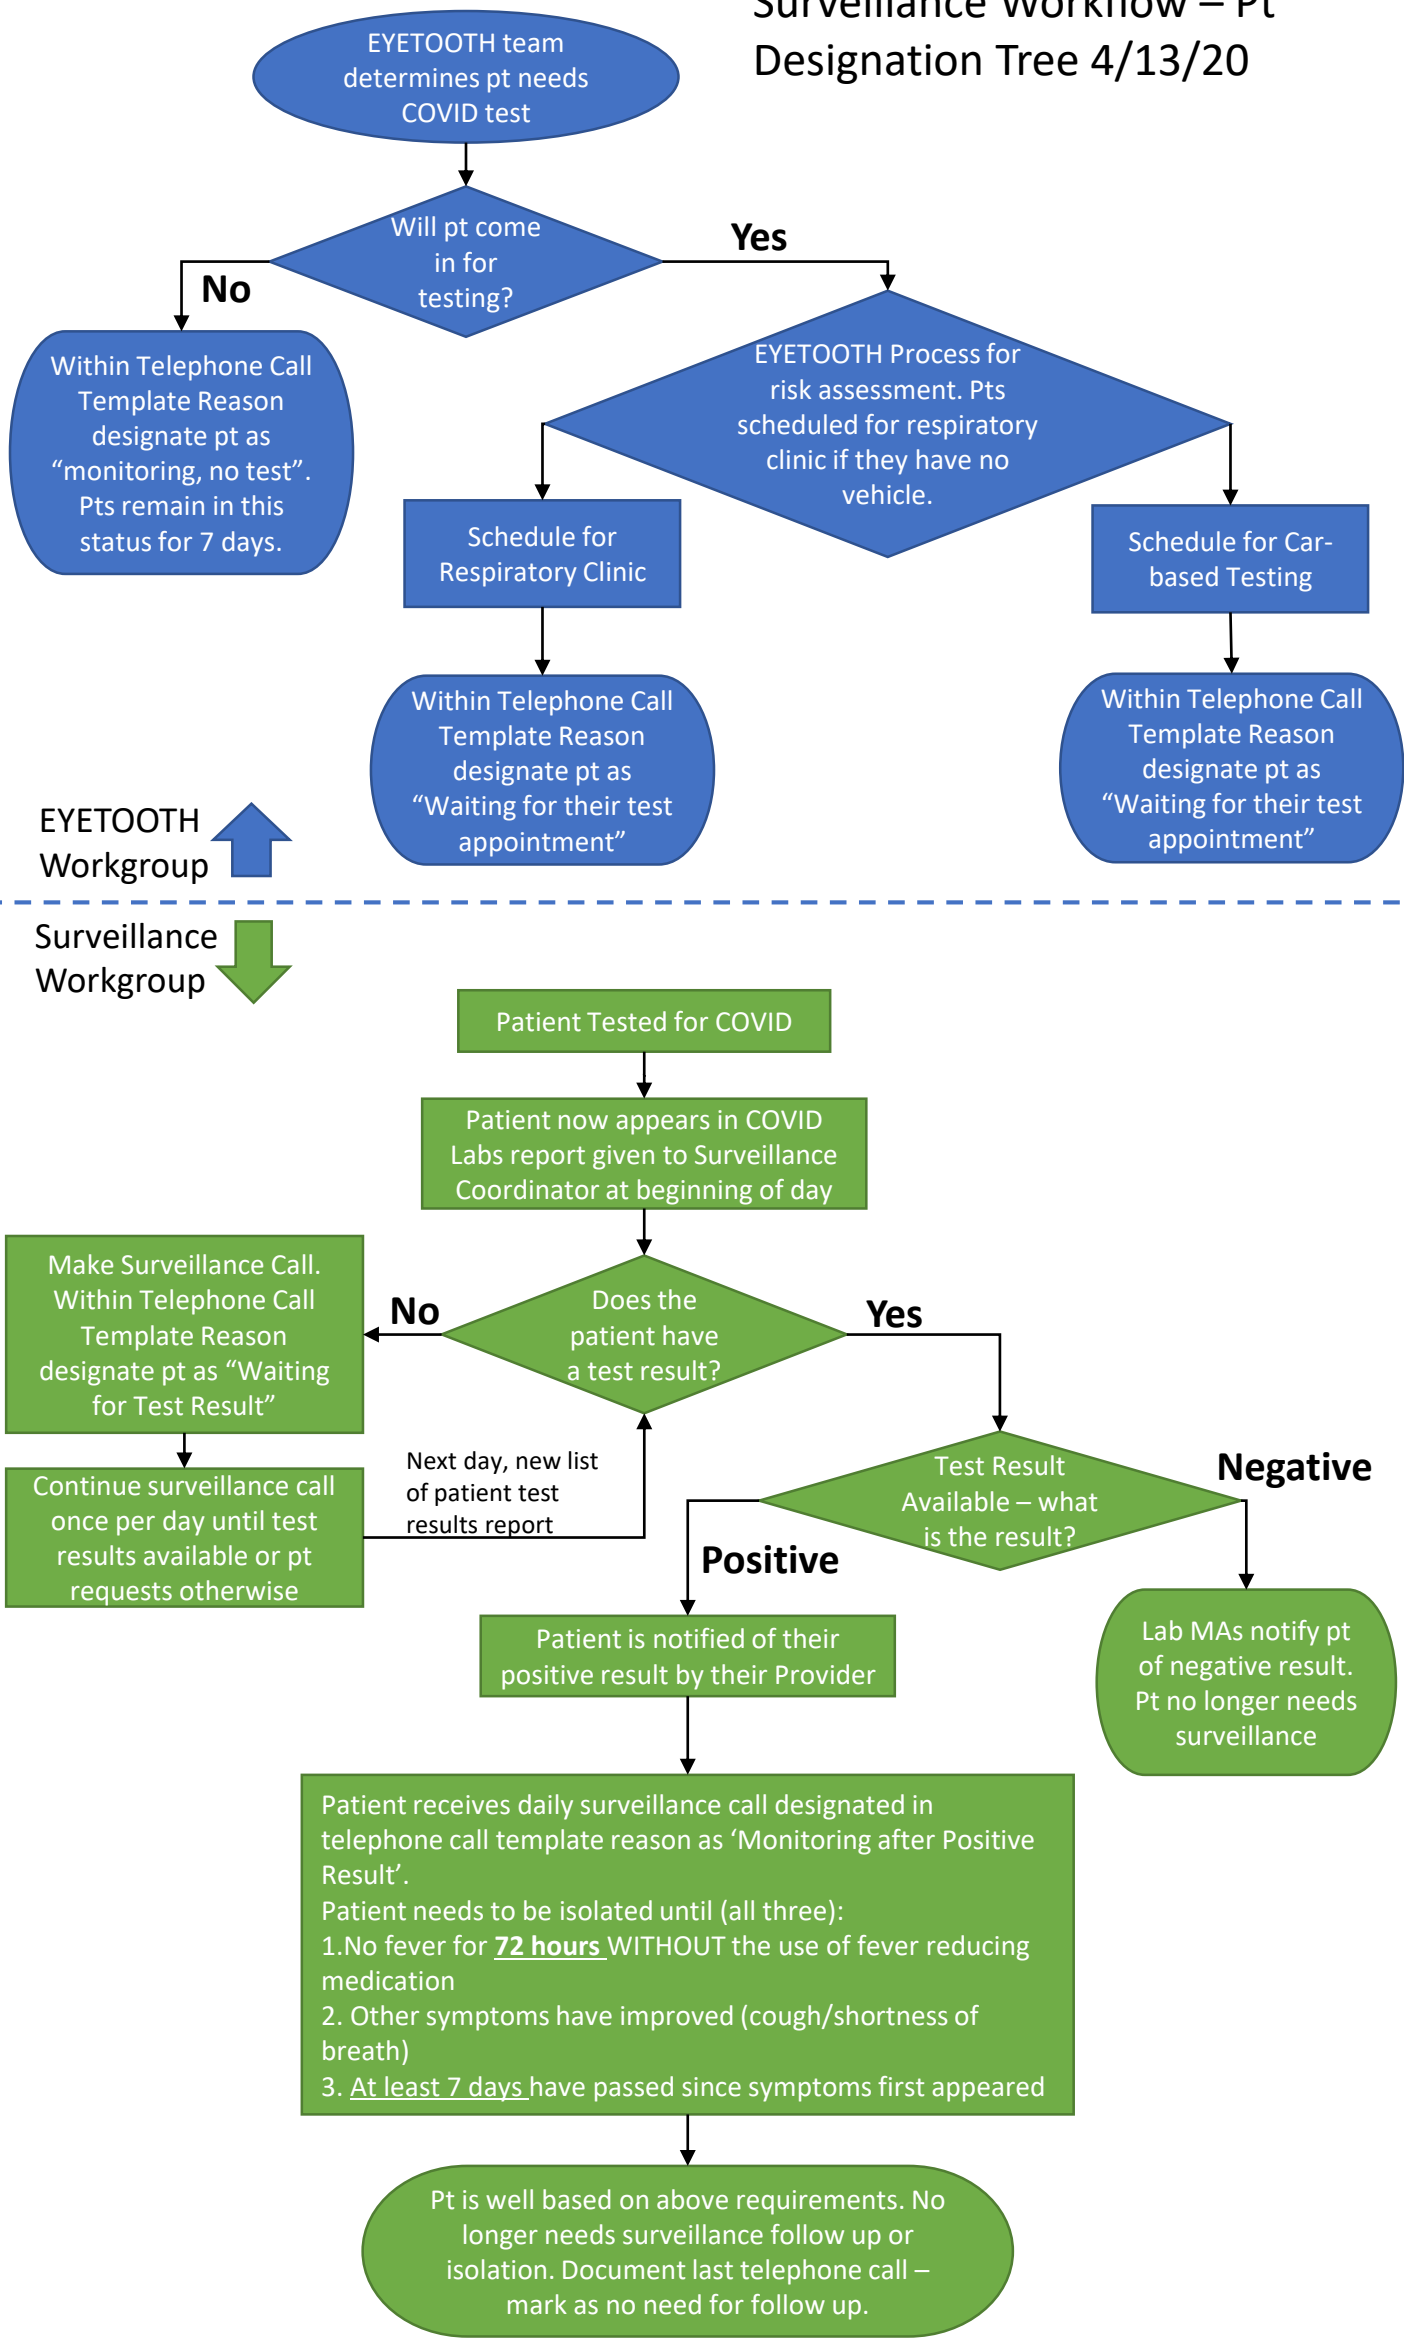 Surveillance Workflow – Pt
Designation Tree 4/13/20
EYETOOTH team
determines pt needs
COVID test
Will pt come
in for
testing?
Yes
No
Within Telephone Call
Template Reason
designate pt as
“monitoring, no test”.
Pts remain in this
status for 7 days.
EYETOOTH Process for
risk assessment. Pts
scheduled for respiratory
clinic if they have no
vehicle.
Schedule for
Respiratory Clinic
Schedule for Car-
based Testing
Within Telephone Call
Template Reason
designate pt as
“Waiting for their test
appointment”
Within Telephone Call
Template Reason
designate pt as
“Waiting for their test
appointment”
EYETOOTH
Workgroup
Surveillance
Workgroup
Patient Tested for COVID
Patient now appears in COVID
Labs report given to Surveillance
Coordinator at beginning of day
Does the
patient have
a test result?
No
Yes
Make Surveillance Call.
Within Telephone Call
Template Reason
designate pt as “Waiting
for Test Result”
Continue surveillance call
once per day until test
results available or pt
requests otherwise
Next day, new list
of patient test
results report
Test Result
Available – what
is the result?
Negative
Positive
Patient is notified of their
positive result by their Provider
Lab MAs notify pt
of negative result.
Pt no longer needs
surveillance
Patient receives daily surveillance call designated in
telephone call template reason as ‘Monitoring after Positive
Result’.
Patient needs to be isolated until (all three):
1.No fever for 72 hours WITHOUT the use of fever reducing
medication
2. Other symptoms have improved (cough/shortness of
breath)
3. At least 7 days have passed since symptoms first appeared
Pt is well based on above requirements. No
longer needs surveillance follow up or
isolation. Document last telephone call –
mark as no need for follow up.